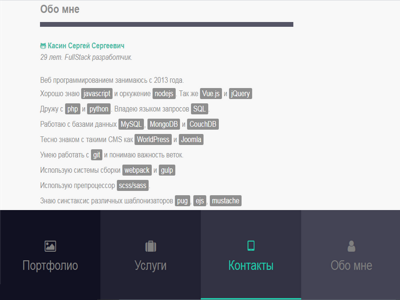 Обо мне
Касин Сергей Сергеевич
29 лет. FullStack разработчик.
Веб программированием занимаюсь с 2013 года.
Хорошо знаю javascript и оркужение nodejs. Так же Vue.js и jQuery
Дружу с php и python. Владею языком запросов SQL
Работаю с базами данных MySQL, MongoDB и CouchDB
Тесно знаком с такими CMS как WordPress и Joomla
Умею работать с git и понимаю важность веток.
Использую системы сборки webpack и gulp
Использую препроцессор scss/sass
Знаю синстаксис различных шаблонизаторов pug, ejs, mustache
Портфолио
Услуги
Контакты
Обо мне